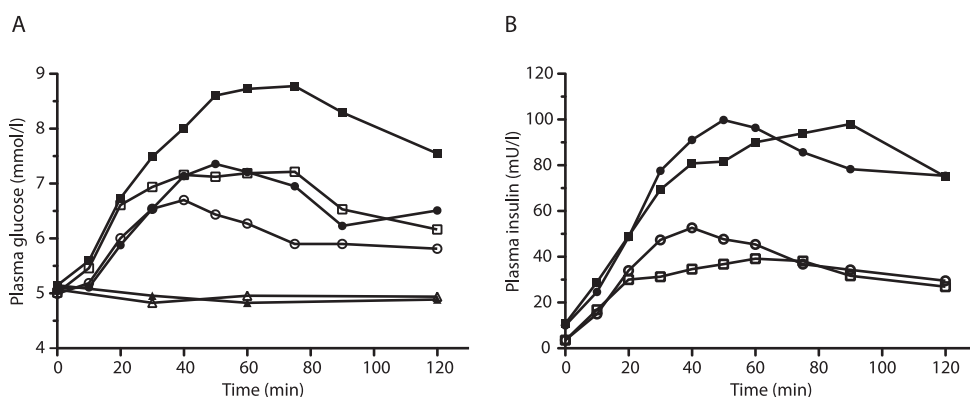 A
B
Plasma glucose (mmol/l)
9
8
7
6
5
4
0 20 40 60 80 100 120
Time (min)
Plasma insulin (mU/l)
120
100
80
60
40
20
0
0 20 40 60 80 100 120
Time (min)